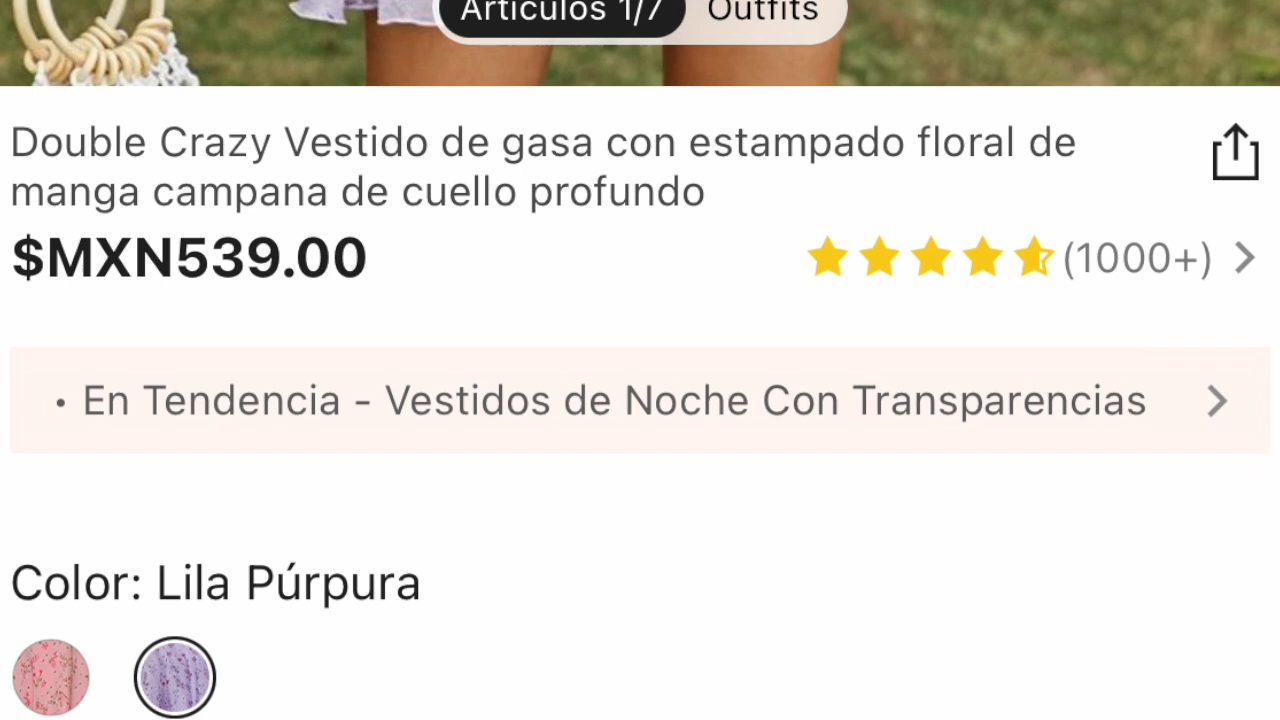 Artículos 1/7 Outfits
Double Crazy Vestido de gasa con estampado floral de
manga campana de cuello profundo
$MXN539.00
(1000+)
• En Tendencia - Vestidos de Noche Con Transparencias
Color: Lila Púrpura